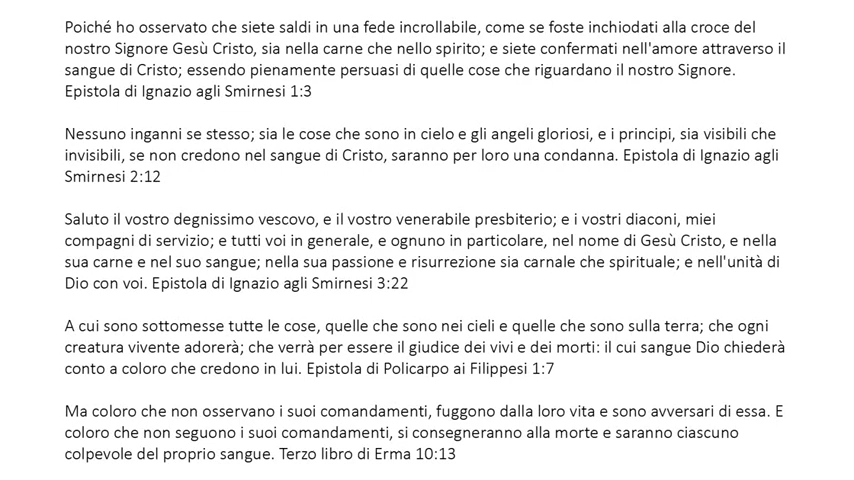 Poiché ho osservato che siete saldi in una fede incrollabile, come se foste inchiodati alla croce del
nostro Signore Gesù Cristo, sia nella carne che nello spirito; e siete confermati nell'amore attraverso il
sangue di Cristo; essendo pienamente persuasi di quelle cose che riguardano il nostro Signore.
Epistola di Ignazio agli Smirnesi 1:3
Nessuno inganni se stesso; sia le cose che sono in cielo e gli angeli gloriosi, e i principi, sia visibili che
invisibili, se non credono nel sangue di Cristo, saranno per loro una condanna. Epistola di Ignazio agli
Smirnesi 2:12
Saluto il vostro degnissimo vescovo, e il vostro venerabile presbiterio; e i vostri diaconi, miei
compagni di servizio; e tutti voi in generale, e ognuno in particolare, nel nome di Gesù Cristo, e nella
sua carne e nel suo sangue; nella sua passione e risurrezione sia carnale che spirituale; e nell'unità di
Dio con voi. Epistola di Ignazio agli Smirnesi 3:22
A cui sono sottomesse tutte le cose, quelle che sono nei cieli e quelle che sono sulla terra; che ogni
creatura vivente adorerà; che verrà per essere il giudice dei vivi e dei morti: il cui sangue Dio chiederà
conto a coloro che credono in lui. Epistola di Policarpo ai Filippesi 1:7
Ma coloro che non osservano i suoi comandamenti, fuggono dalla loro vita e sono avversari di essa. E
coloro che non seguono i suoi comandamenti, si consegneranno alla morte e saranno ciascuno
colpevole del proprio sangue. Terzo libro di Erma 10:13